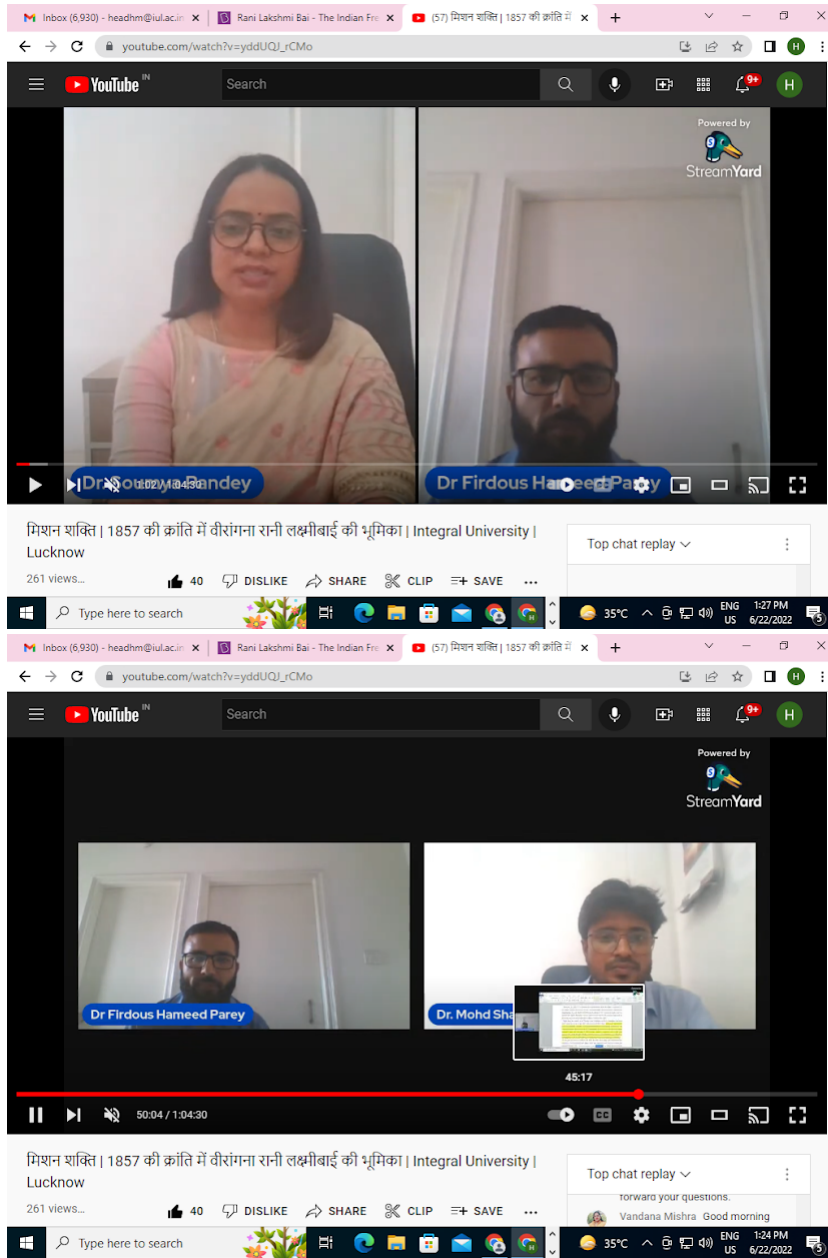 Inbox (6,930) - headhm@iul.ac.in
Rani Lakshmi Bai - The Indian Fre
(57) मिशन शक्ति | 1857 की क्रांति में
youtube.com/watch?v=yddUQJ_rCMo
H
YouTube IN
Search
9+
H
Powered by
StreamYard
Pandey
Dr Firdous Hameed Parey
1:02 / 1:04:30
मिशन शक्ति | 1857 की क्रांति में वीरांगना रानी लक्ष्मीबाई की भूमिका | Integral University |
Lucknow
261 views...
40 DISLIKE SHARE CLIP SAVE ...
Top chat replay
Type here to search
35°C
ENG
US
1:27 PM
6/22/2022
5
Inbox (6,930) - headhm@iul.ac.in
Rani Lakshmi Bai - The Indian Fre
(57) मिशन शक्ति | 1857 की क्रांति में
youtube.com/watch?v=yddUQJ_rCMo
H
YouTube IN
Search
9+
H
Powered by
StreamYard
Dr Firdous Hameed Parey
Dr. Mohd Sha
45:17
50:04 / 1:04:30
CC
मिशन शक्ति | 1857 की क्रांति में वीरांगना रानी लक्ष्मीबाई की भूमिका | Integral University |
Lucknow
261 views...
40 DISLIKE SHARE CLIP SAVE ...
Top chat replay
forward your questions.
Vandana Mishra Good morning
Type here to search
35°C
ENG
US
1:24 PM
6/22/2022
5